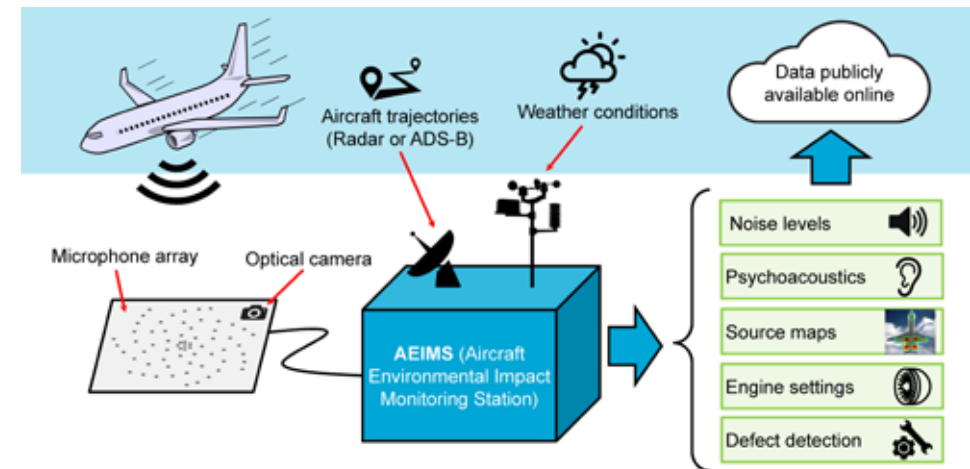 Aircraft trajectories
(Radar or ADS-B)
Weather conditions
Data publicly
available online
Microphone array
Optical camera
AEIMS (Aircraft
Environmental Impact
Monitoring Station)
Noise levels
Psychoacoustics
Source maps
Engine settings
Defect detection